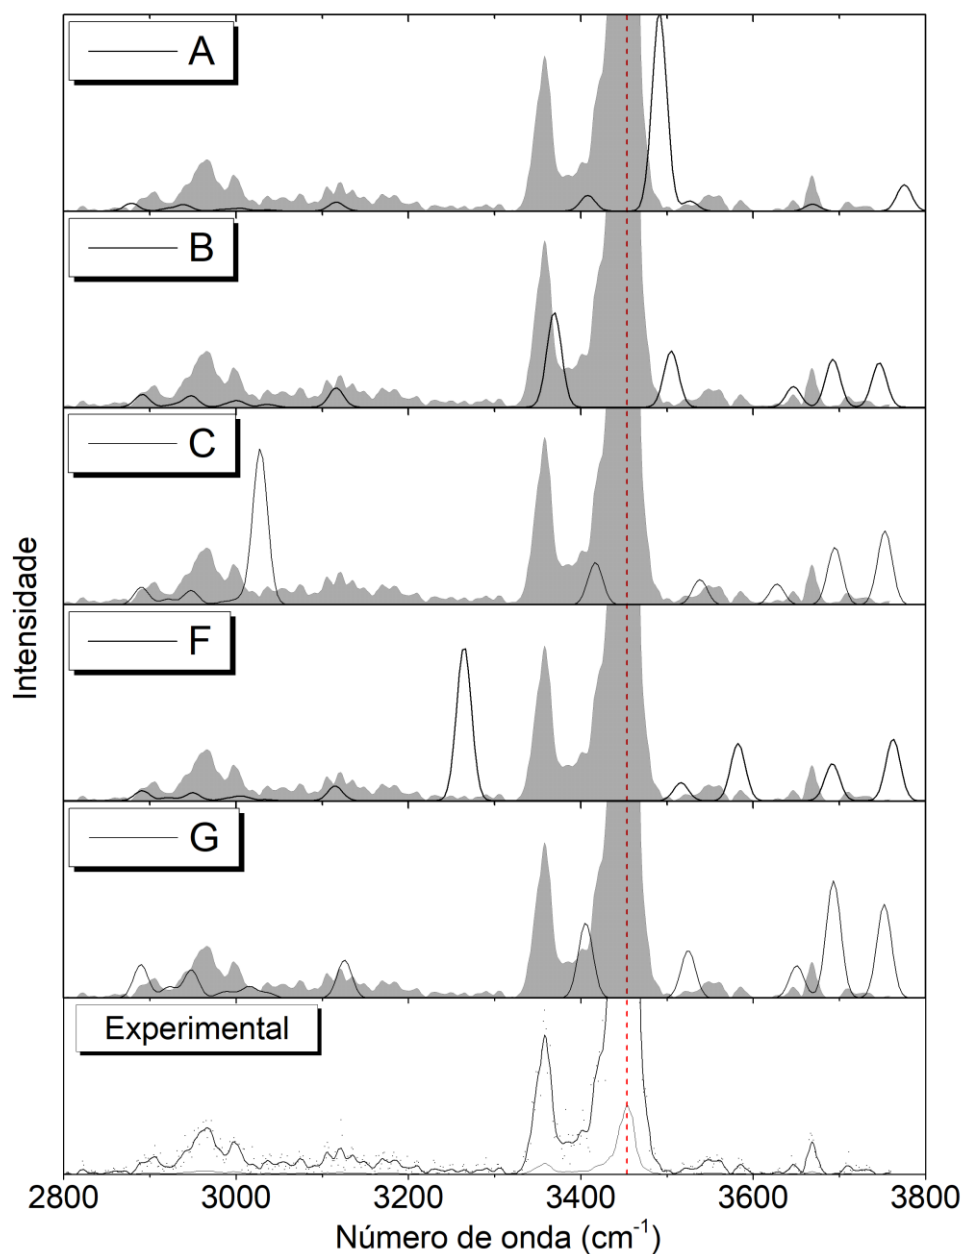 A
B
C
F
G
Experimental
Intensidade
2800 3000 3200 3400 3600 3800
Número de onda (cm⁻¹)